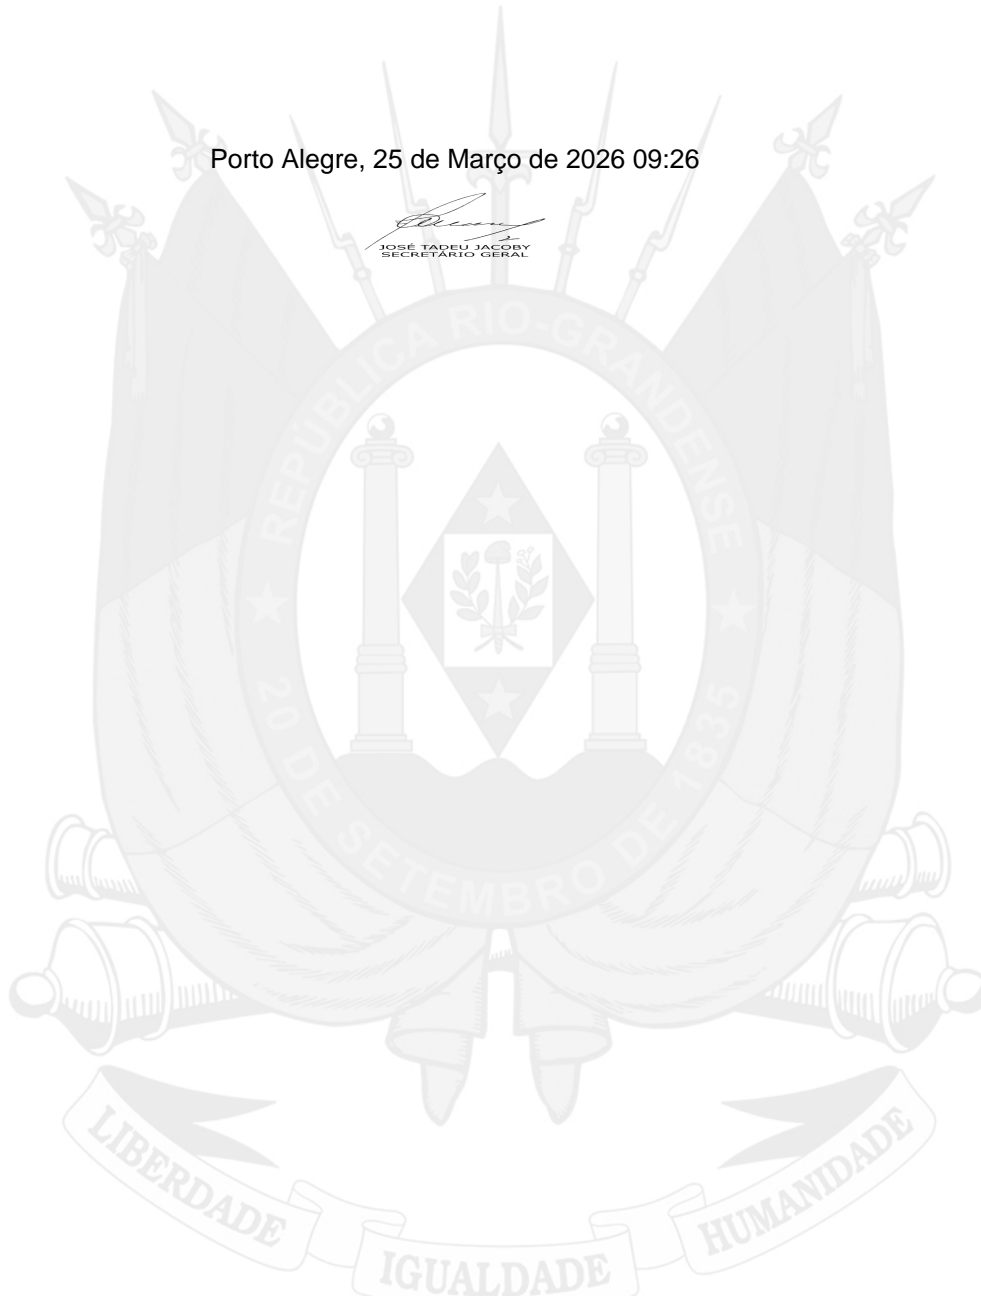 Porto Alegre, 25 de Março de 2026 09:26
JOSÉ TADEU JACOBY
SECRETÁRIO GERAL
REPÚBLICA RIO-GRANDENSE
20 DE SETEMBRO DE 1835
LIBERDADE
IGUALDADE
HUMANIDADE